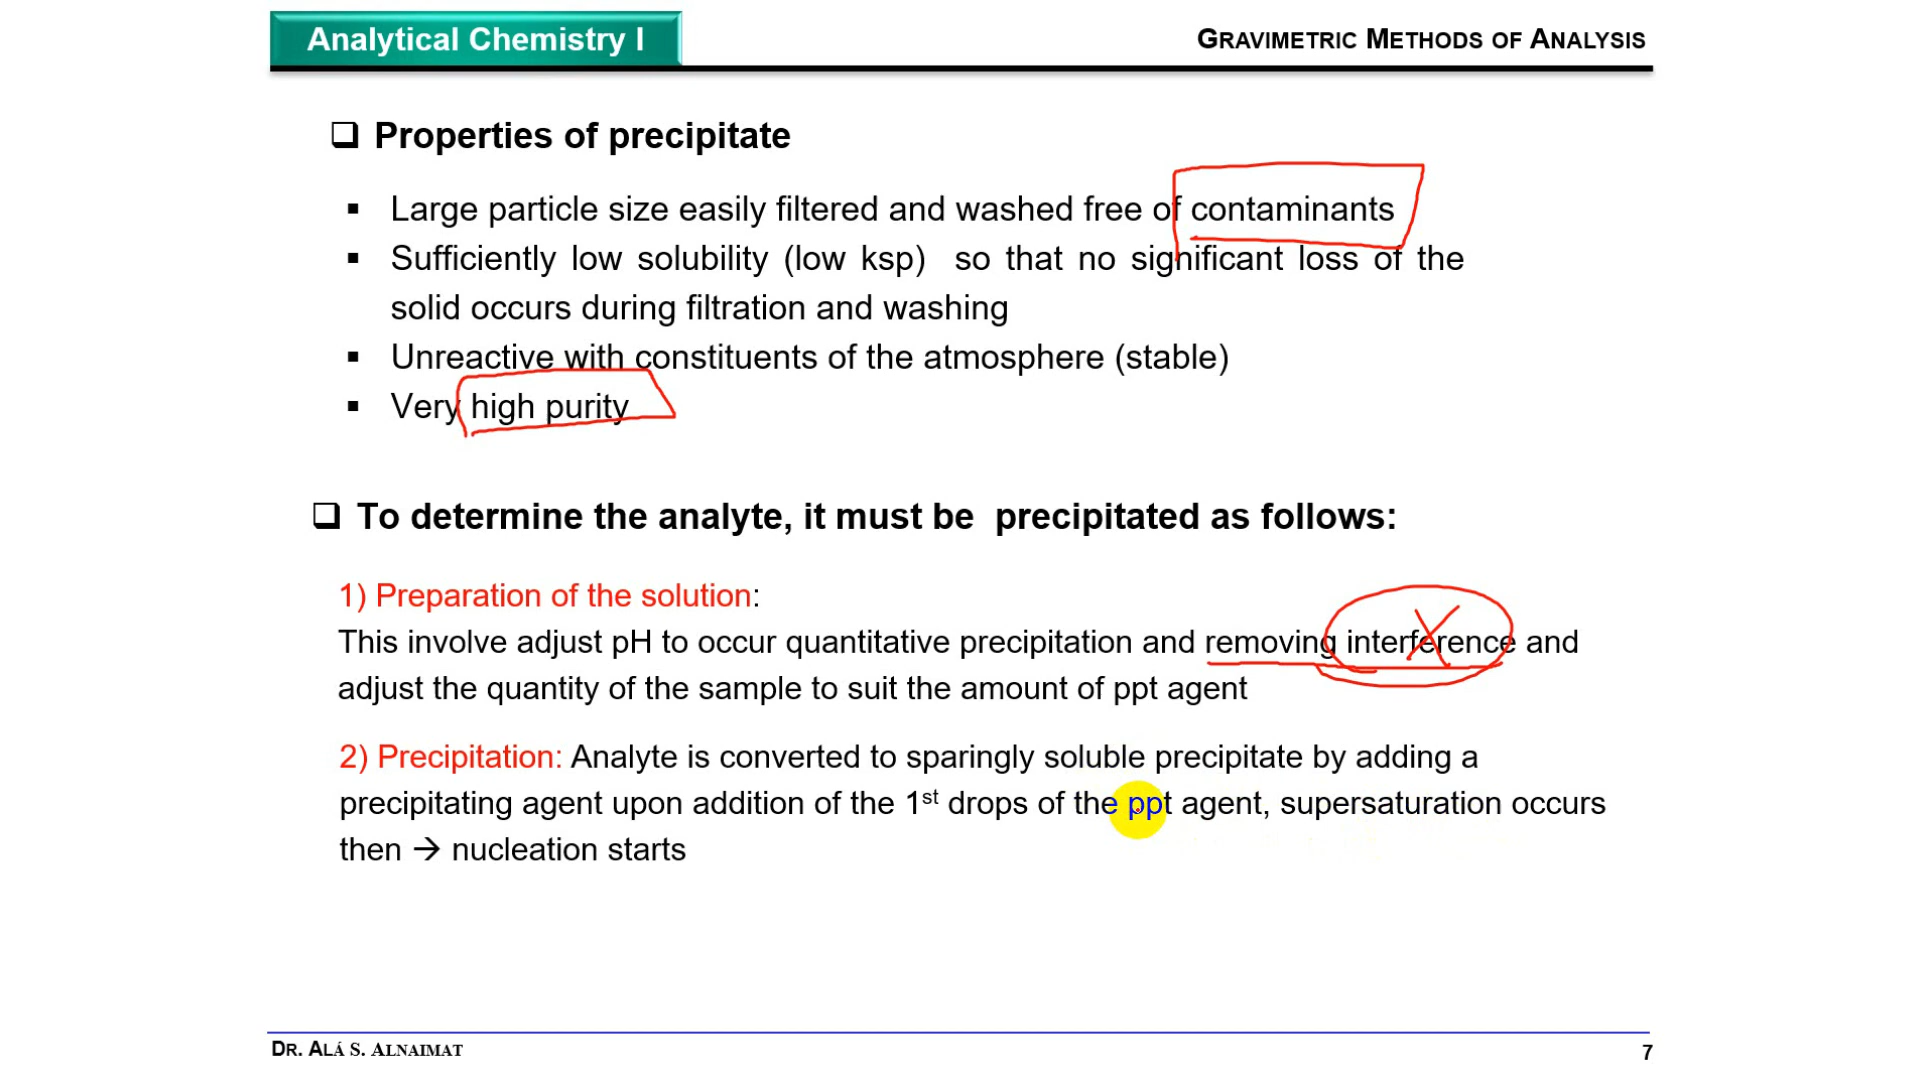 Analytical Chemistry I
GRAVIMETRIC METHODS OF ANALYSIS
Properties of precipitate
Large particle size easily filtered and washed free of contaminants
Sufficiently low solubility (low ksp) so that no significant loss of the
solid occurs during filtration and washing
Unreactive with constituents of the atmosphere (stable)
Very high purity
To determine the analyte, it must be precipitated as follows:
1) Preparation of the solution:
This involve adjust pH to occur quantitative precipitation and removing interference and
adjust the quantity of the sample to suit the amount of ppt agent
2) Precipitation: Analyte is converted to sparingly soluble precipitate by adding a
precipitating agent upon addition of the 1st drops of the ppt agent, supersaturation occurs
then → nucleation starts
DR. ALÁ S. ALNAIMAT
7